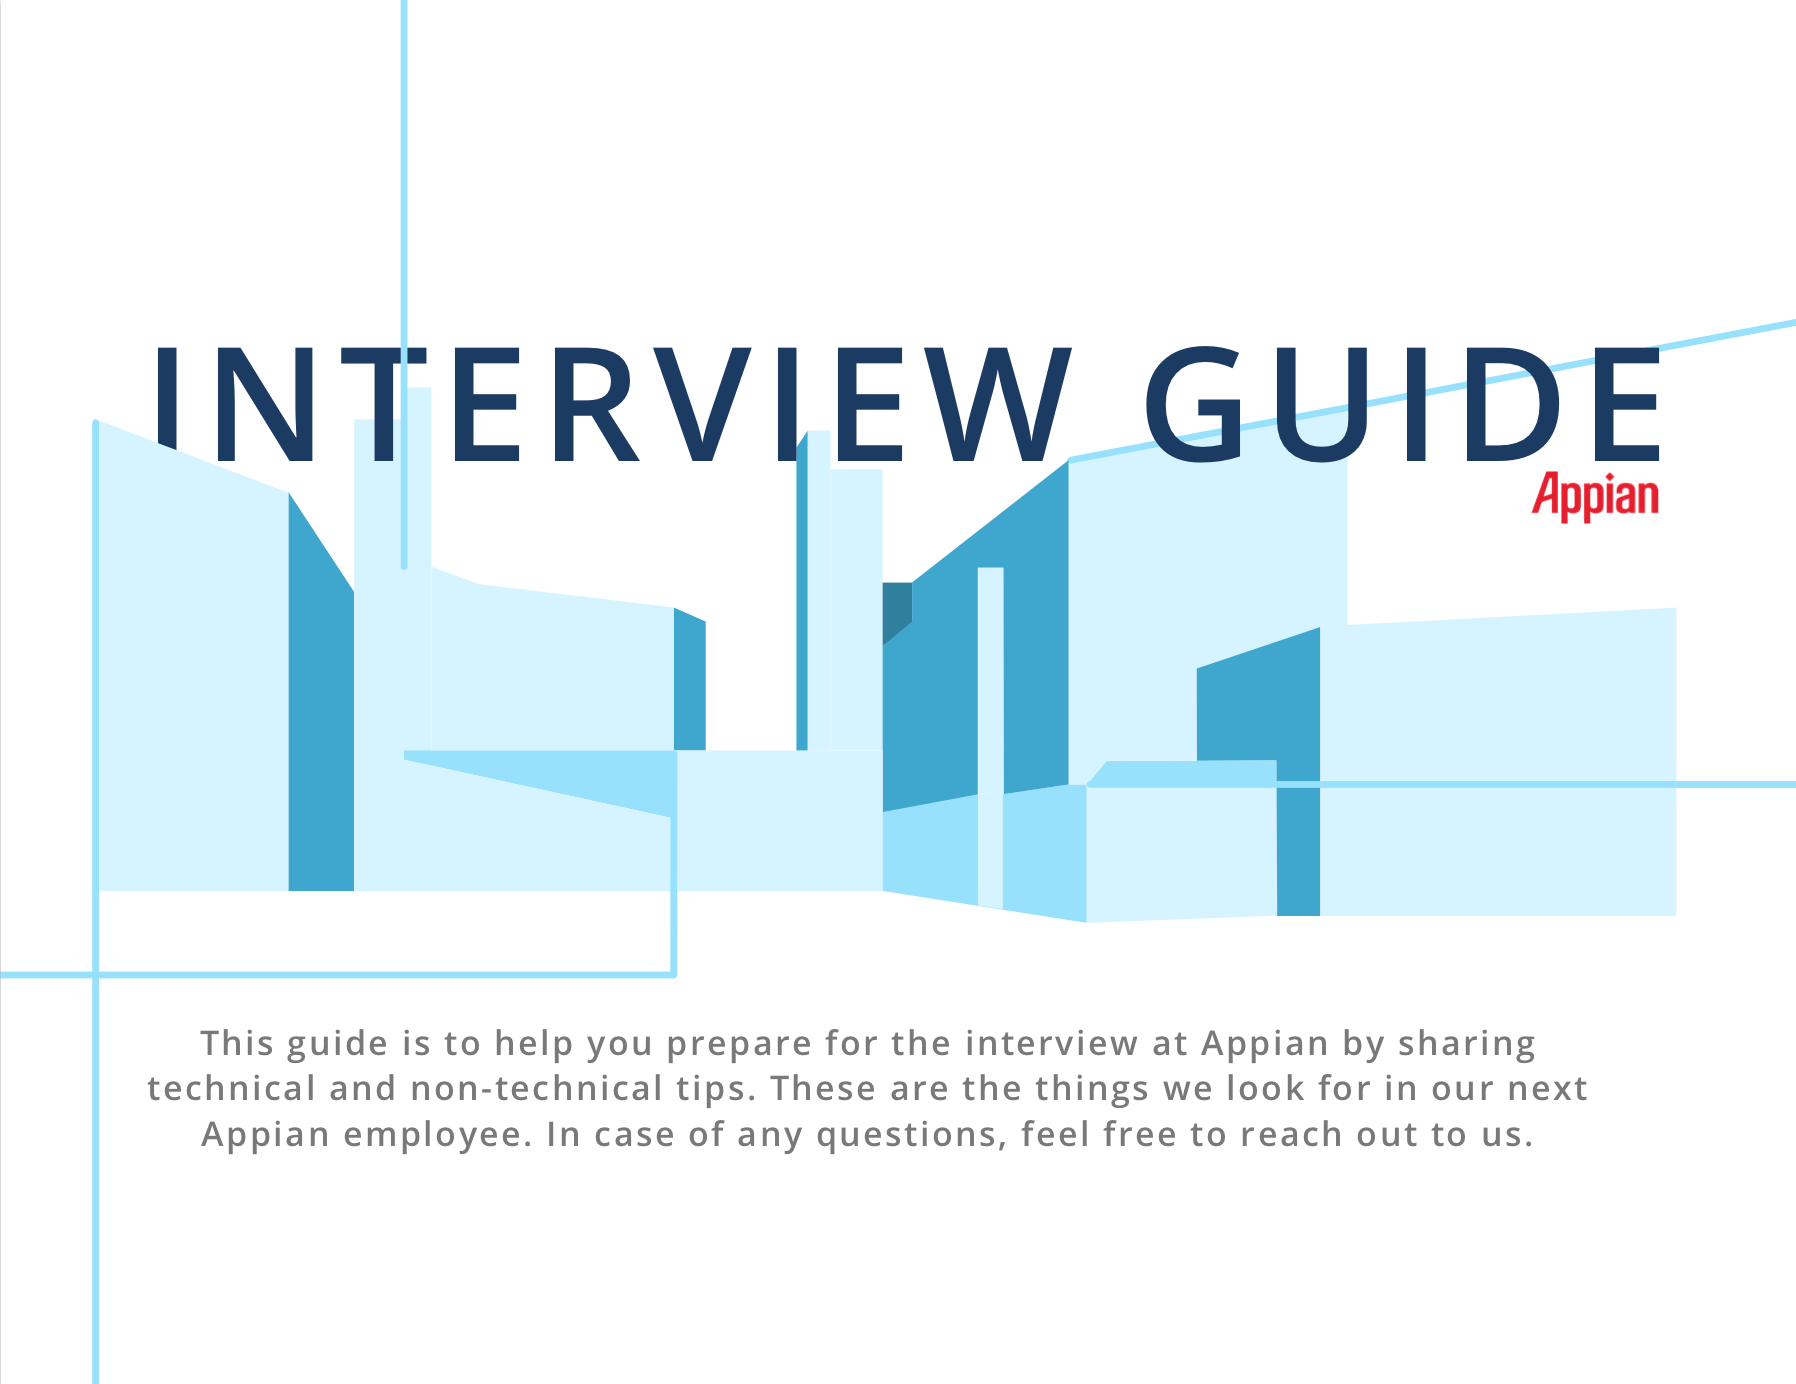 INTERVIEW GUIDE
Appian
This guide is to help you prepare for the interview at Appian by sharing
technical and non-technical tips. These are the things we look for in our next
Appian employee. In case of any questions, feel free to reach out to us.